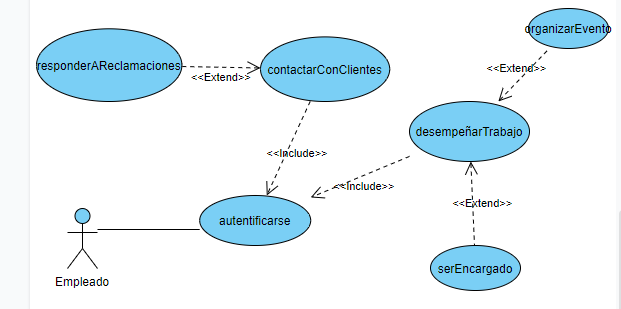 organizarEvento
responderAReclamaciones
<<Extend>>
contactarConClientes
<<Extend>>
desempeñarTrabajo
<<Include>>
<<Include>>
<<Extend>>
autentificarse
serEncargado
Empleado